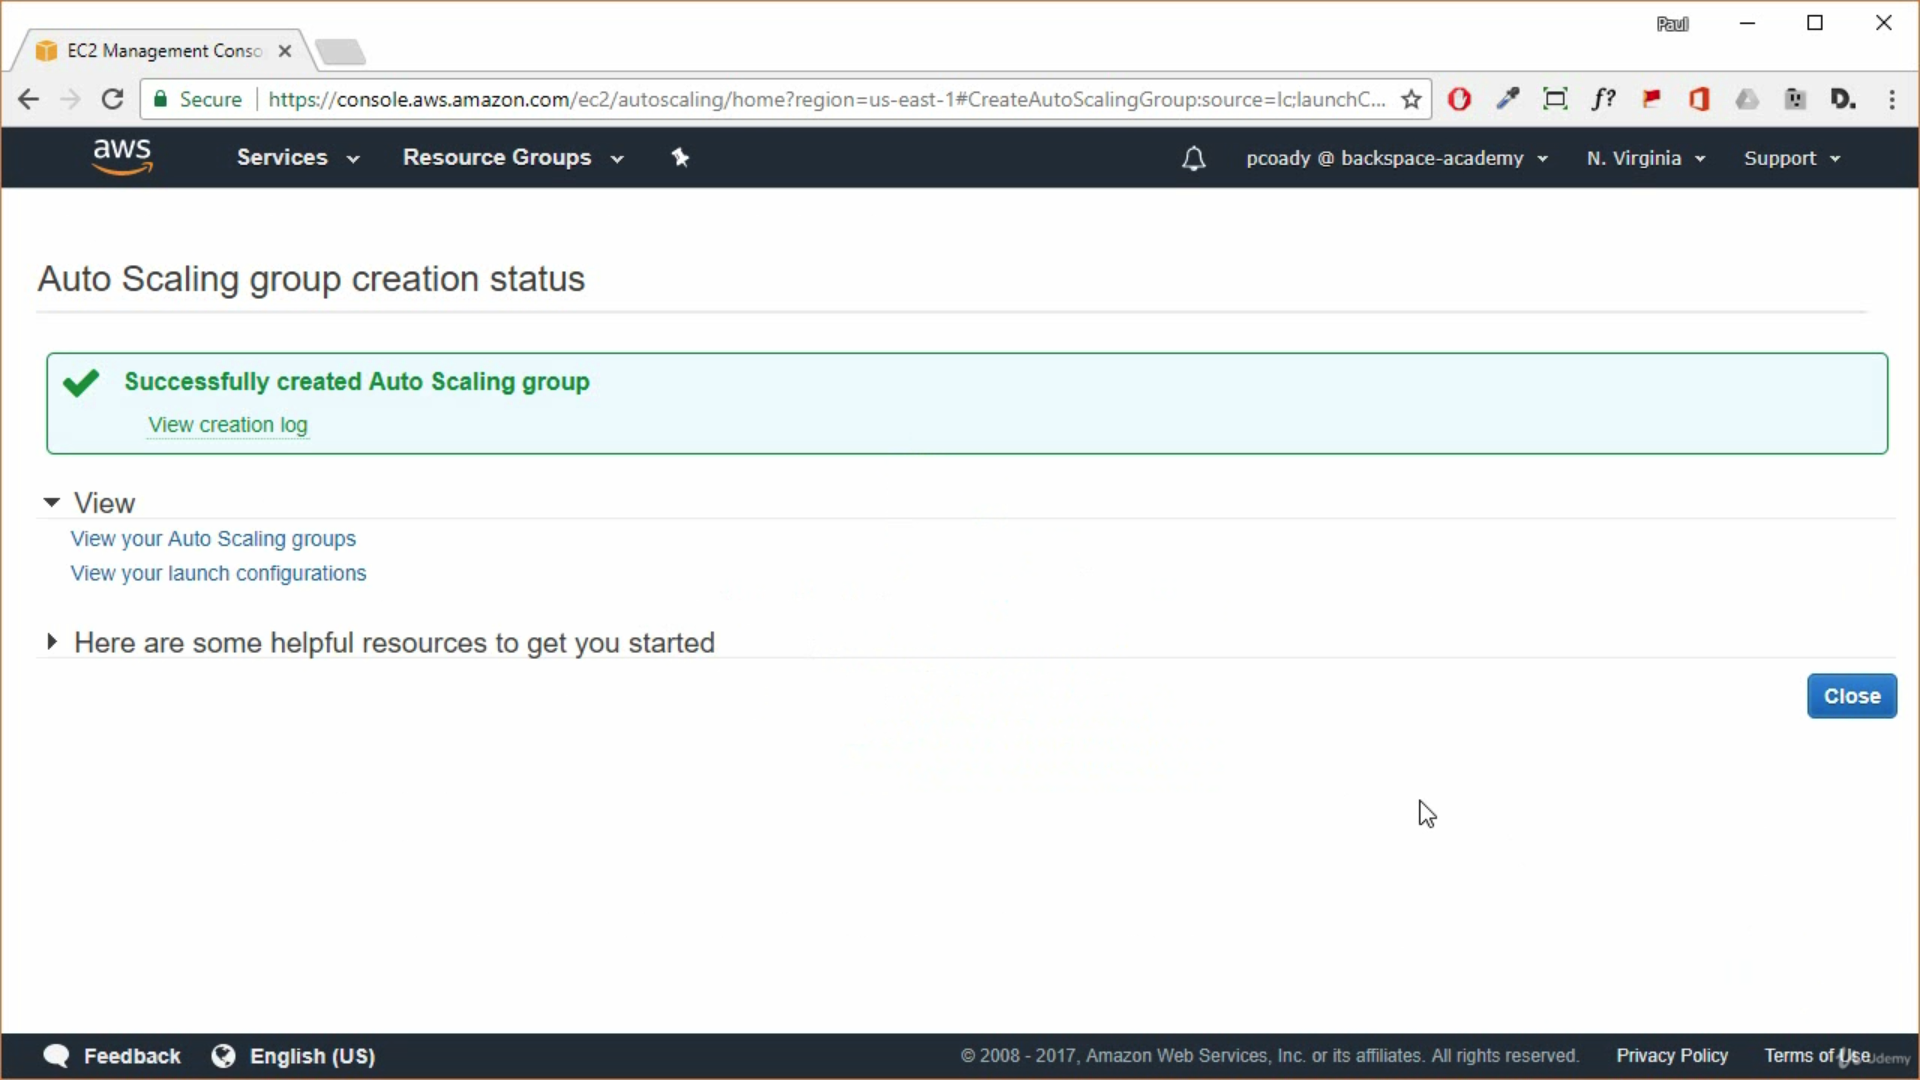 Paul
EC2 Management Conso
Secure
https://console.aws.amazon.com/ec2/autoscaling/home?region=us-east-1#CreateAutoScalingGroup:source=lc;launchC...
f?
D.
aws
Services
Resource Groups
pcoady @ backspace-academy
N. Virginia
Support
Auto Scaling group creation status
Successfully created Auto Scaling group
View creation log
View
View your Auto Scaling groups
View your launch configurations
Here are some helpful resources to get you started
Close
Feedback
English (US)
© 2008 - 2017, Amazon Web Services, Inc. or its affiliates. All rights reserved.
Privacy Policy
Terms of Use
Udemy